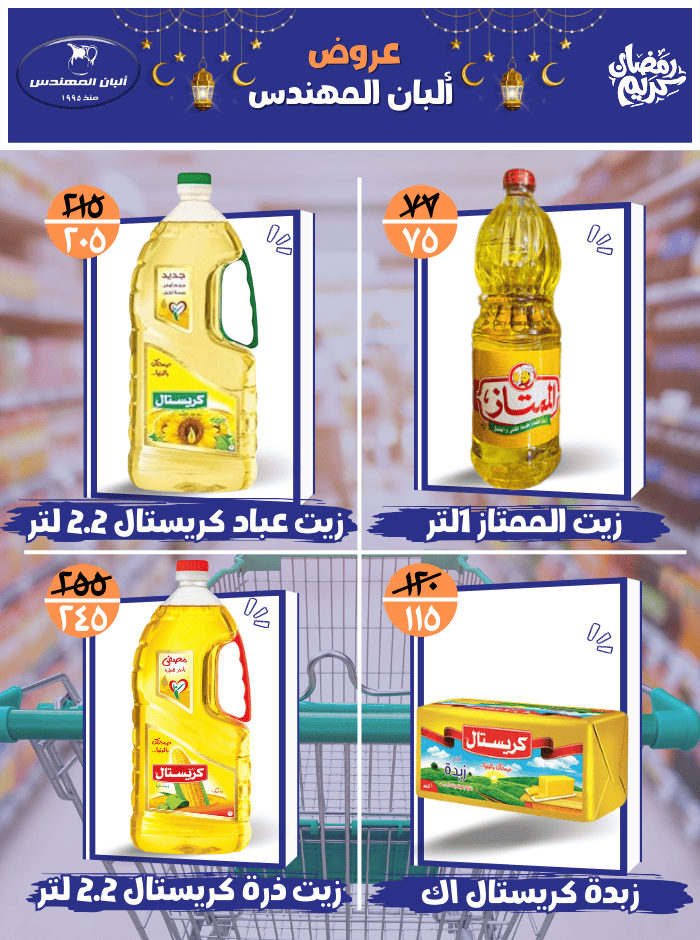 ألبان المهندس
منذ ١٩٩٥
عروض
ألبان المهندس
رمضان
كريم
٧٧
٧٥
الممتاز
زيت الممتاز 1لتر
٢١٥
٢٠٥
جديد
كريستال
زيت عباد كريستال 2.2 لتر
١٢٠
١١٥
كريستال
زبدة
زبدة كريستال ١ك
٢٥٥
٢٤٥
كريستال
زيت ذرة كريستال 2.2 لتر